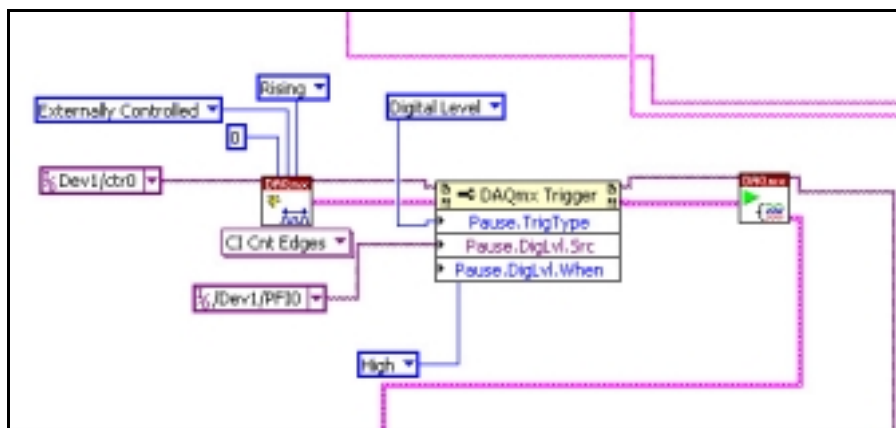 Rising
Externally Controlled
Digital Level
0
Dev1/ctr0
DAQmx
DAQmx Trigger
DAQmx
Pause.TrigType
CI Cnt Edges
Pause.DigLvl.Src
Pause.DigLvl.When
/Dev1/PFI0
High